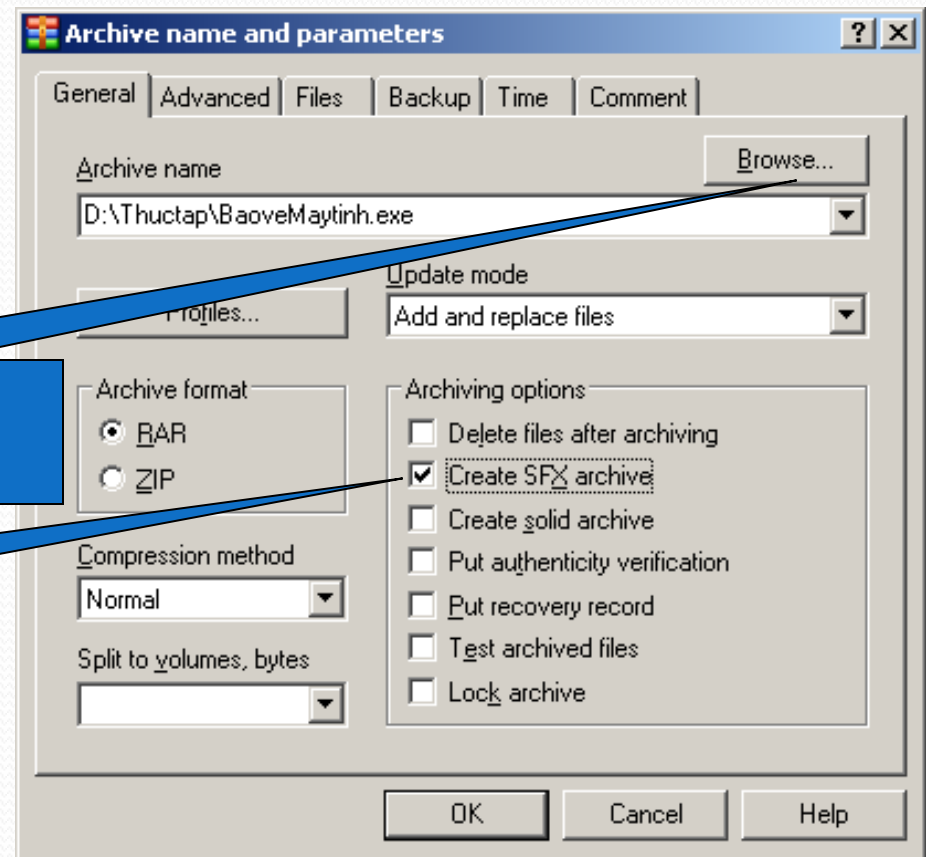 Archive name and parameters
General Advanced Files Backup Time Comment
Archive name
Browse...
D:\Thuctap\BaoveMaytinh.exe
Update mode
Profiles...
Add and replace files
Archive format
RAR
ZIP
Archiving options
Delete files after archiving
Create SFX archive
Create solid archive
Put authenticity verification
Put recovery record
Test archived files
Lock archive
Compression method
Normal
Split to volumes, bytes
OK Cancel Help